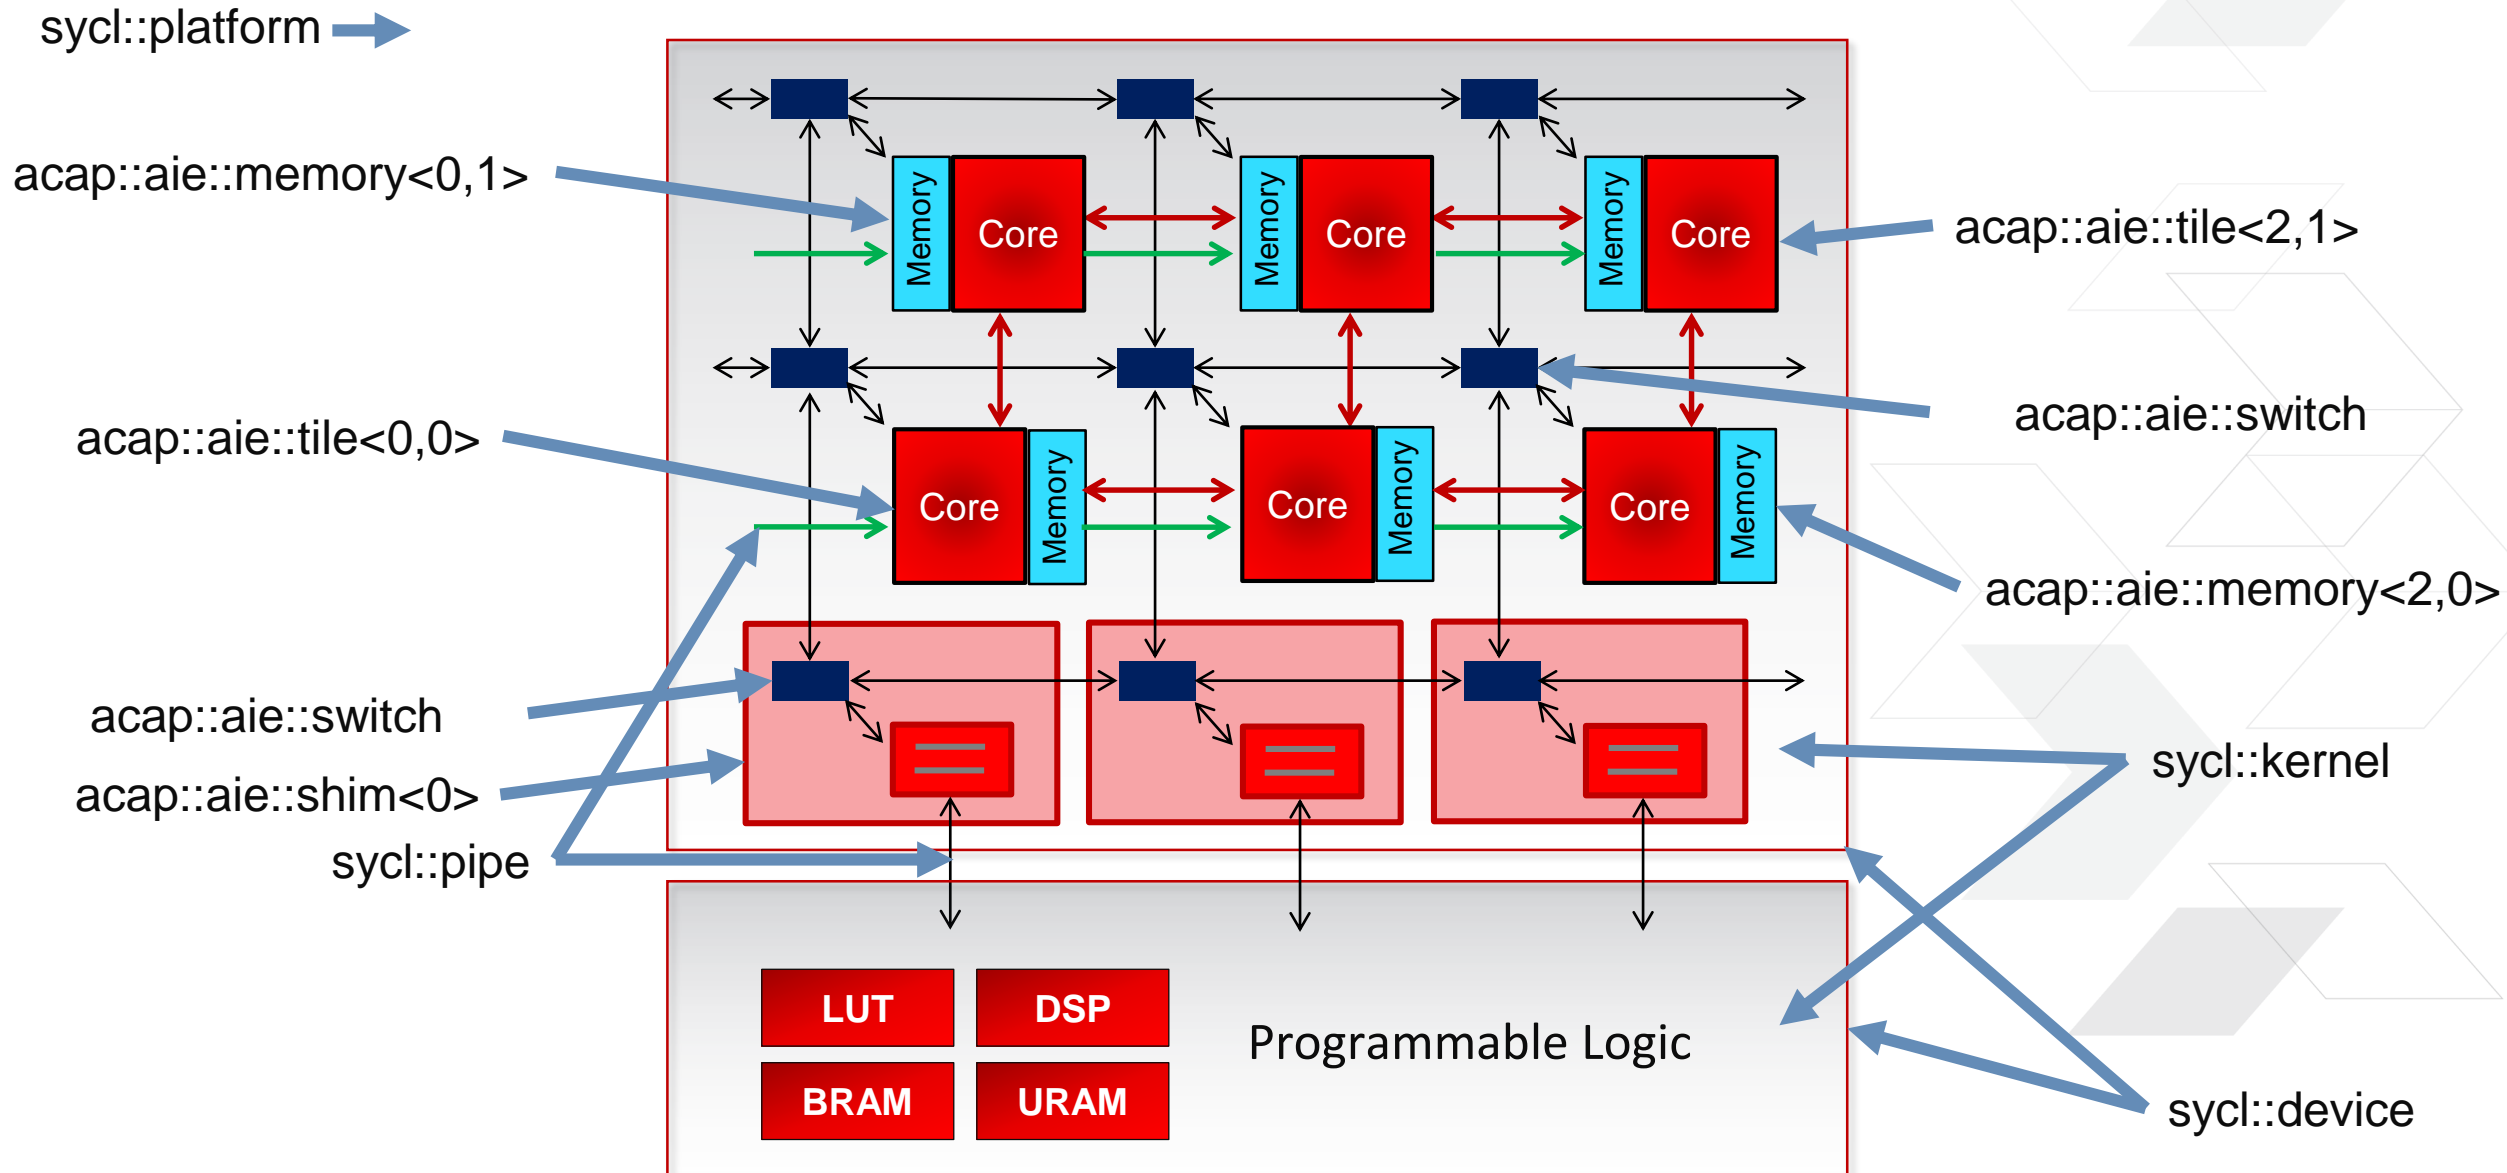 sycl::platform
acap::aie::memory<0,1>
Memory
Core
Memory
Core
Memory
Core
acap::aie::tile<2,1>
acap::aie::switch
acap::aie::tile<0,0>
Core
Memory
Core
Memory
Core
Memory
acap::aie::memory<2,0>
acap::aie::switch
acap::aie::shim<0>
sycl::kernel
sycl::pipe
LUT
DSP
Programmable Logic
BRAM
URAM
sycl::device